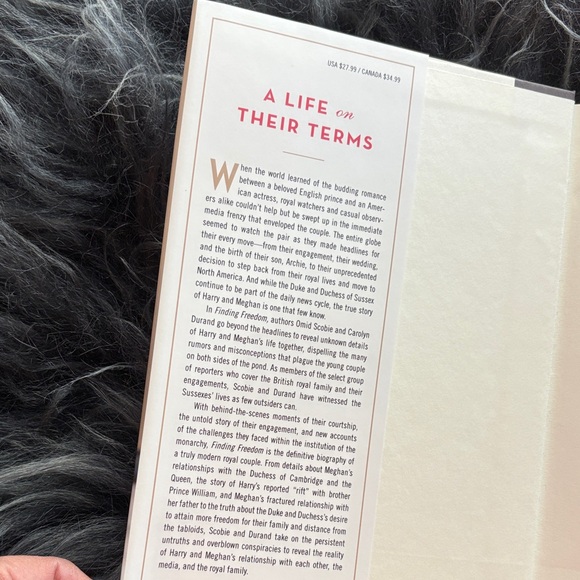 USA $27.99 / CANADA $34.99
A LIFE on
THEIR TERMS
When the world learned of the budding romance
between a beloved English prince and an Amer-
ican actress, royal watchers and casual observ-
ers alike couldn't help but be swept up in the immediate
media frenzy that enveloped the couple. The entire globe
seemed to watch the pair as they made headlines for
their every move—from their engagement, their wedding,
and the birth of their son, Archie, to their unprecedented
decision to step back from their royal lives and move to
North America. And while the Duke and Duchess of Sussex
continue to be part of the daily news cycle, the true story
of Harry and Meghan is one that few know.
In Finding Freedom, authors Omid Scobie and Carolyn
Durand go beyond the headlines to reveal unknown details
of Harry and Meghan's life together, dispelling the many
rumors and misconceptions that plague the young couple
on both sides of the pond. As members of the select group
of reporters who cover the British royal family and their
engagements, Scobie and Durand have witnessed the
Sussexes' lives as few outsiders can.
With behind-the-scenes moments of their courtship,
the untold story of their engagement, and new accounts
of the challenges they faced within the institution of the
monarchy, Finding Freedom is the definitive biography of
a truly modern royal couple. From details about Meghan's
relationships with the Duchess of Cambridge and the
Queen, the story of Harry's reported "rift" with brother
Prince William, and Meghan's fractured relationship with
her father to the truth about the Duke and Duchess's desire
to attain more freedom for their family and distance from
the tabloids, Scobie and Durand take on the persistent
untruths and overblown conspiracies to reveal the reality
of Harry and Meghan's relationship with each other, the
media, and the royal family.